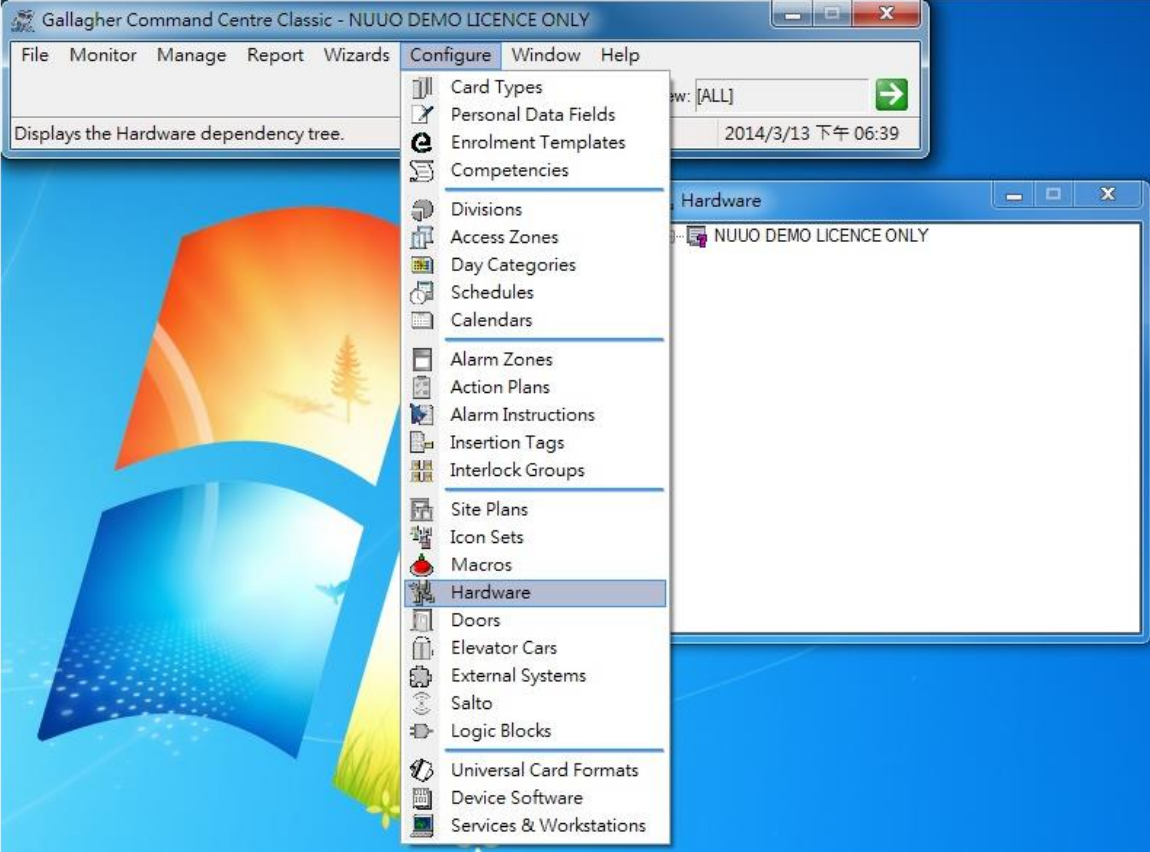 Gallagher Command Centre Classic - NUUO DEMO LICENCE ONLY
File Monitor Manage Report Wizards Configure Window Help
ew: [ALL]
Displays the Hardware dependency tree.
2014/3/13 下午 06:39
Card Types
Personal Data Fields
Enrolment Templates
Competencies
Divisions
Access Zones
Day Categories
Schedules
Calendars
Alarm Zones
Action Plans
Alarm Instructions
Insertion Tags
Interlock Groups
Site Plans
Icon Sets
Macros
Hardware
Doors
Elevator Cars
External Systems
Salto
Logic Blocks
Universal Card Formats
Device Software
Services & Workstations
Hardware
NUUO DEMO LICENCE ONLY